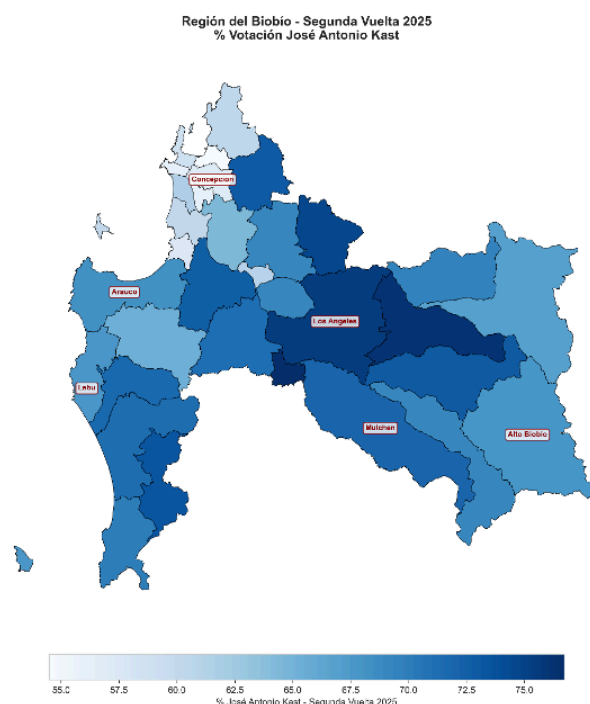 Región del Biobío - Segunda Vuelta 2025
% Votación José Antonio Kast
Concepcion
Arauco
Los Angeles
Lebu
Mulchen
Alto Biobio
55.0 57.5 60.0 62.5 65.0 67.5 70.0 72.5 75.0
% José Antonio Kast - Segunda Vuelta 2025